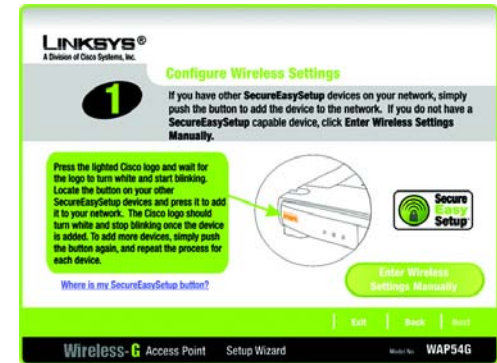 LINKSYS®
A Division of Cisco Systems, Inc.
1
Configure Wireless Settings
If you have other SecureEasySetup devices on your network, simply
push the button to add the device to the network. If you do not have a
SecureEasySetup capable device, click Enter Wireless Settings
Manually.
Press the lighted Cisco logo and wait for
the logo to turn white and start blinking.
Locate the button on your other
SecureEasySetup devices and press it to add
it to your network. The Cisco logo should
turn white and stop blinking once the device
is added. To add more devices, simply push
the button again, and repeat the process for
each device.
Where is my SecureEasySetup button?
Secure
Easy
Setup
Enter Wireless
Settings Manually
Exit
Back
Next
Wireless-G Access Point Setup Wizard
Model No. WAP54G